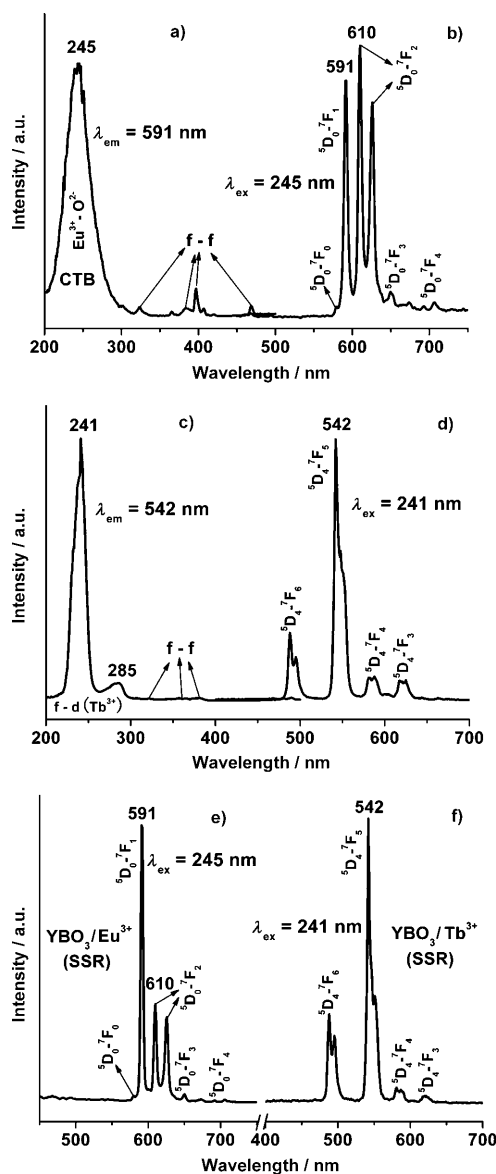 245
a)
λem = 591 nm
Eu³⁺- O²⁻
CTB
f - f
b)
610
591
⁵D₀-⁷F₂
⁵D₀-⁷F₁
λex = 245 nm
⁵D₀-⁷F₀
⁵D₀-⁷F₃
⁵D₀-⁷F₄
Intensity / a.u.
200 300 400 500 600 700
Wavelength / nm
241
c)
λem = 542 nm
285
f - d (Tb³⁺)
f - f
542
d)
⁵D₄-⁷F₅
λex = 241 nm
⁵D₄-⁷F₆
⁵D₄-⁷F₄
⁵D₄-⁷F₃
Intensity / a.u.
200 300 400 500 600 700
Wavelength / nm
591
e)
⁵D₀-⁷F₁
λex = 245 nm
YBO₃/Eu³⁺
(SSR)
610
⁵D₀-⁷F₂
⁵D₀-⁷F₀
⁵D₀-⁷F₃
⁵D₀-⁷F₄
542
f)
⁵D₄-⁷F₅
λex = 241 nm
YBO₃/Tb³⁺
(SSR)
⁵D₄-⁷F₆
⁵D₄-⁷F₄
⁵D₄-⁷F₃
Intensity / a.u.
500 600 700 400 500 600 700
Wavelength / nm